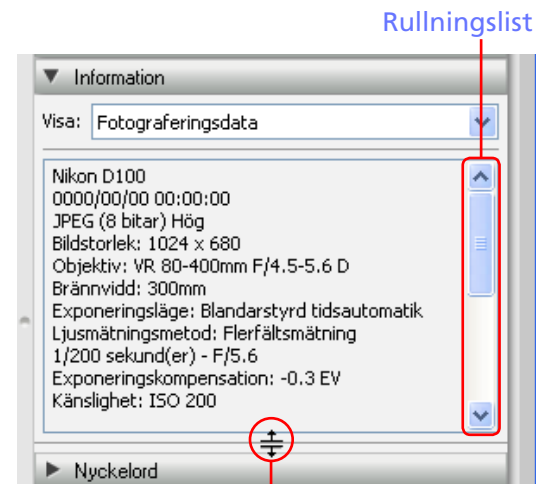 Rullningslist
Information
Visa: Fotograferingsdata
Nikon D100
0000/00/00 00:00:00
JPEG (8 bitar) Hög
Bildstorlek: 1024 x 680
Objektiv: VR 80-400mm F/4.5-5.6 D
Brännvidd: 300mm
Exponeringsläge: Blandarstyrd tidsautomatik
Ljusmätningsmetod: Flerfältsmätning
1/200 sekund(er) - F/5.6
Exponeringskompensation: -0.3 EV
Känslighet: ISO 200
Nyckelord